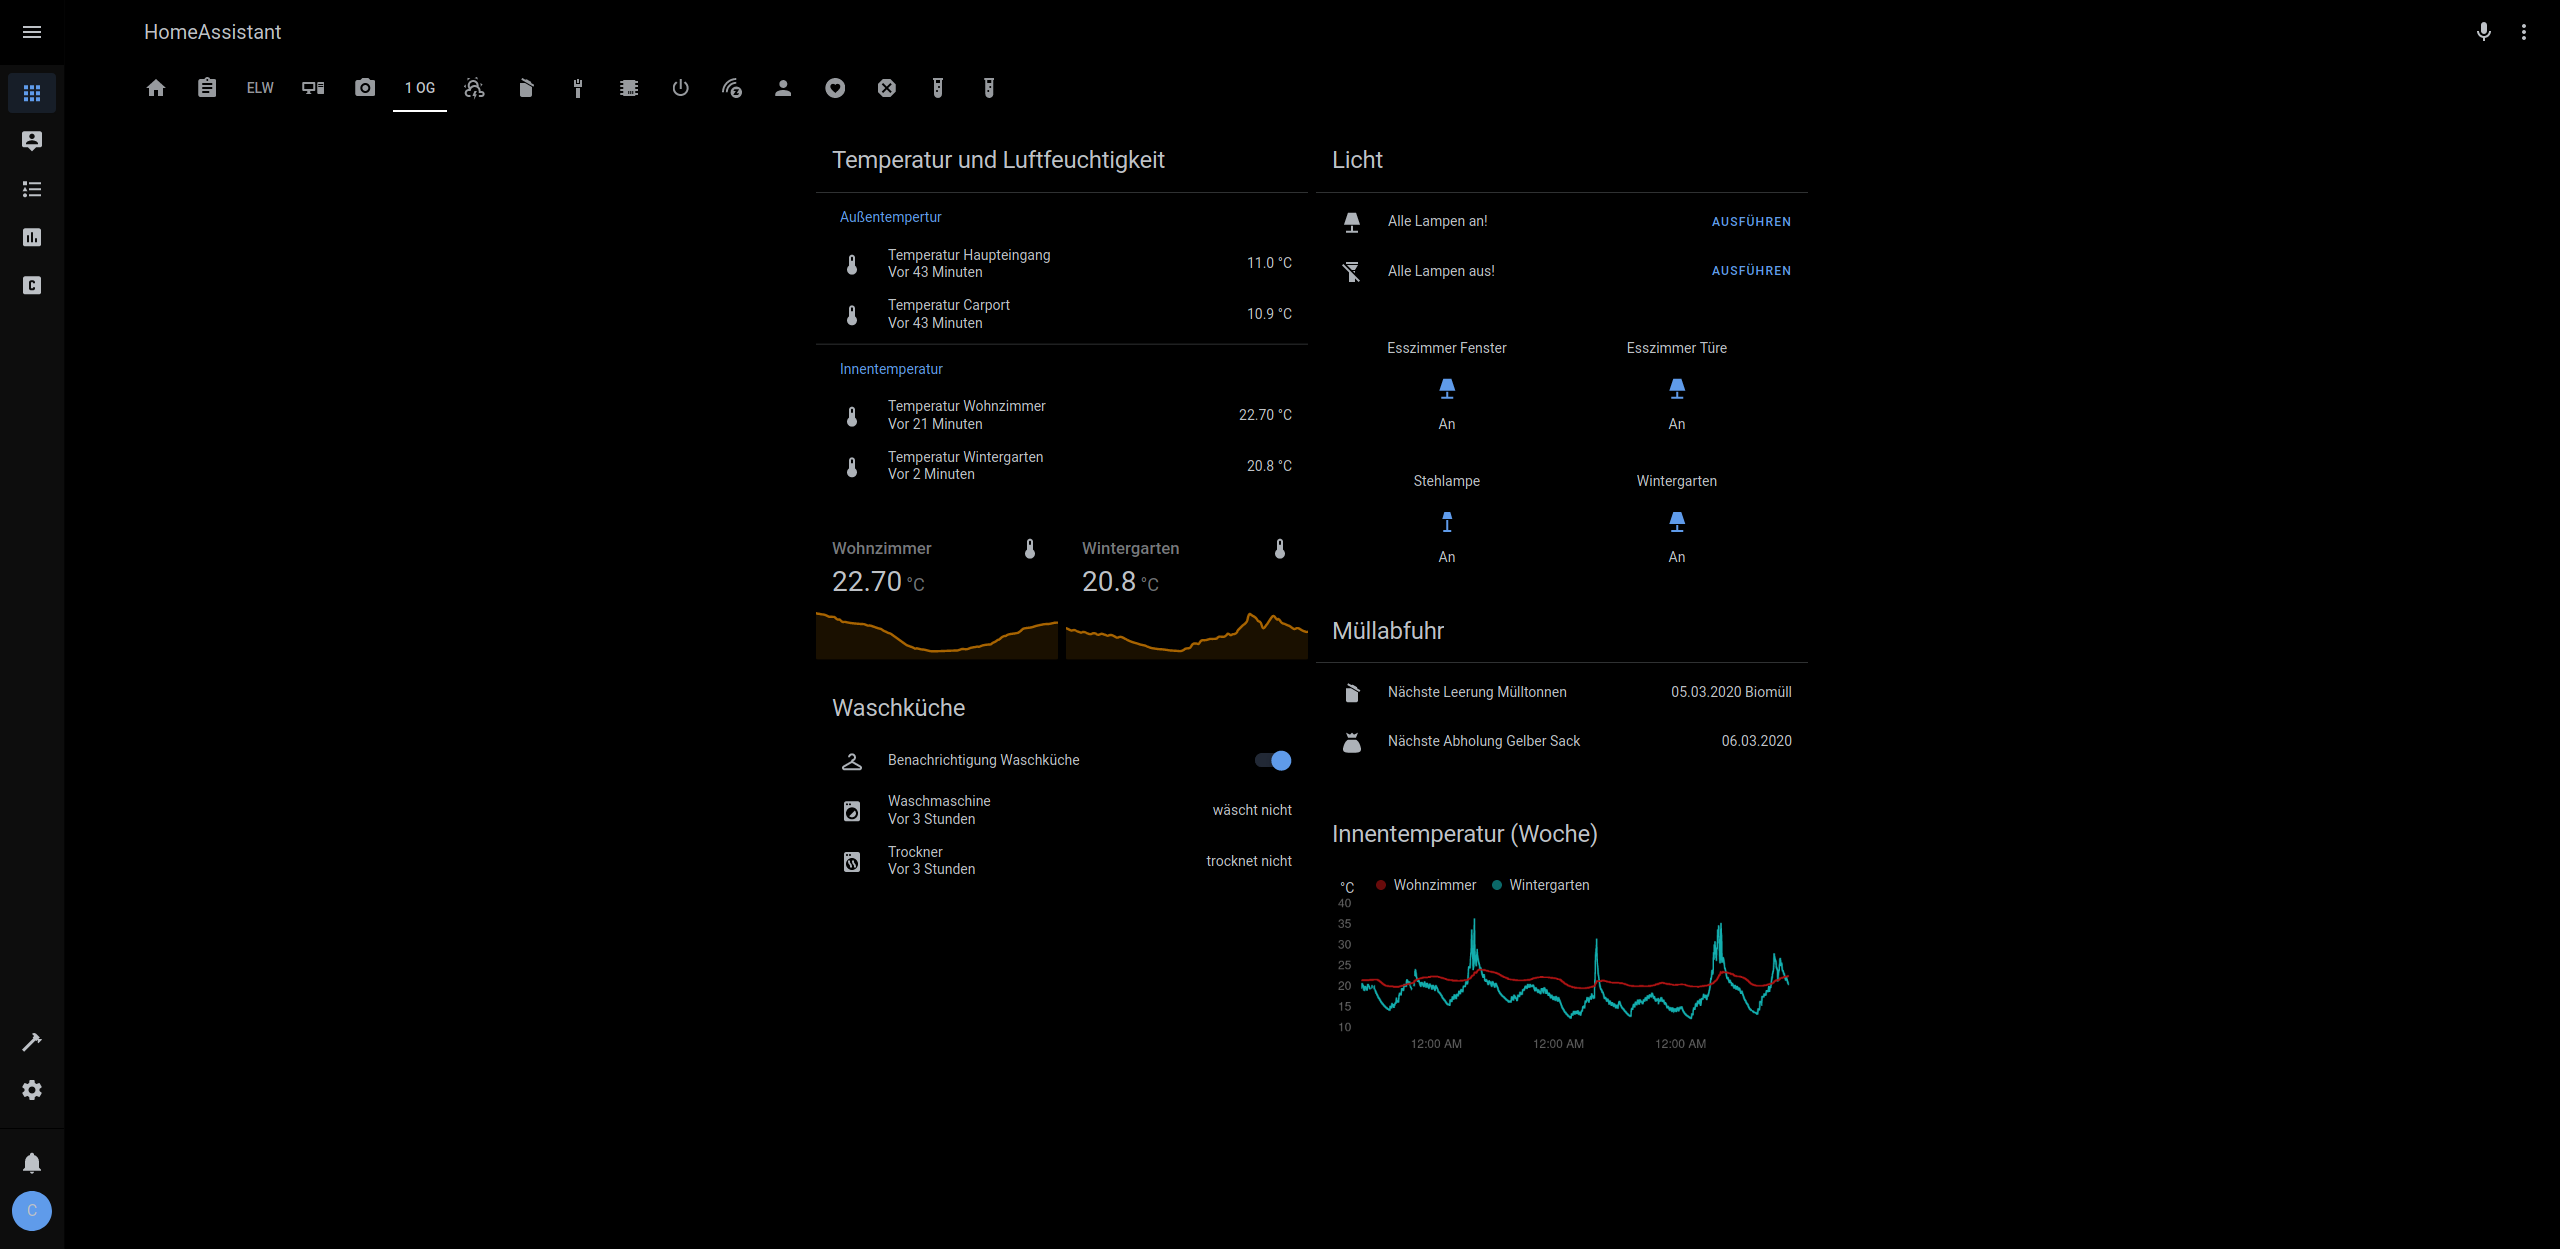 HomeAssistant
ELW
1 OG
Temperatur und Luftfeuchtigkeit
Außentempertur
Temperatur Haupteingang
Vor 43 Minuten
11.0 °C
Temperatur Carport
Vor 43 Minuten
10.9 °C
Innentemperatur
Temperatur Wohnzimmer
Vor 21 Minuten
22.70 °C
Temperatur Wintergarten
Vor 2 Minuten
20.8 °C
Wohnzimmer
22.70 °C
Wintergarten
20.8 °C
Waschküche
Benachrichtigung Waschküche
Waschmaschine
Vor 3 Stunden
wäscht nicht
Trockner
Vor 3 Stunden
trocknet nicht
Licht
Alle Lampen an!
AUSFÜHREN
Alle Lampen aus!
AUSFÜHREN
Esszimmer Fenster
An
Esszimmer Türe
An
Stehlampe
An
Wintergarten
An
Müllabfuhr
Nächste Leerung Mülltonnen
05.03.2020 Biomüll
Nächste Abholung Gelber Sack
06.03.2020
Innentemperatur (Woche)
°C
Wohnzimmer
Wintergarten
40
35
30
25
20
15
10
12:00 AM
12:00 AM
12:00 AM
C
C